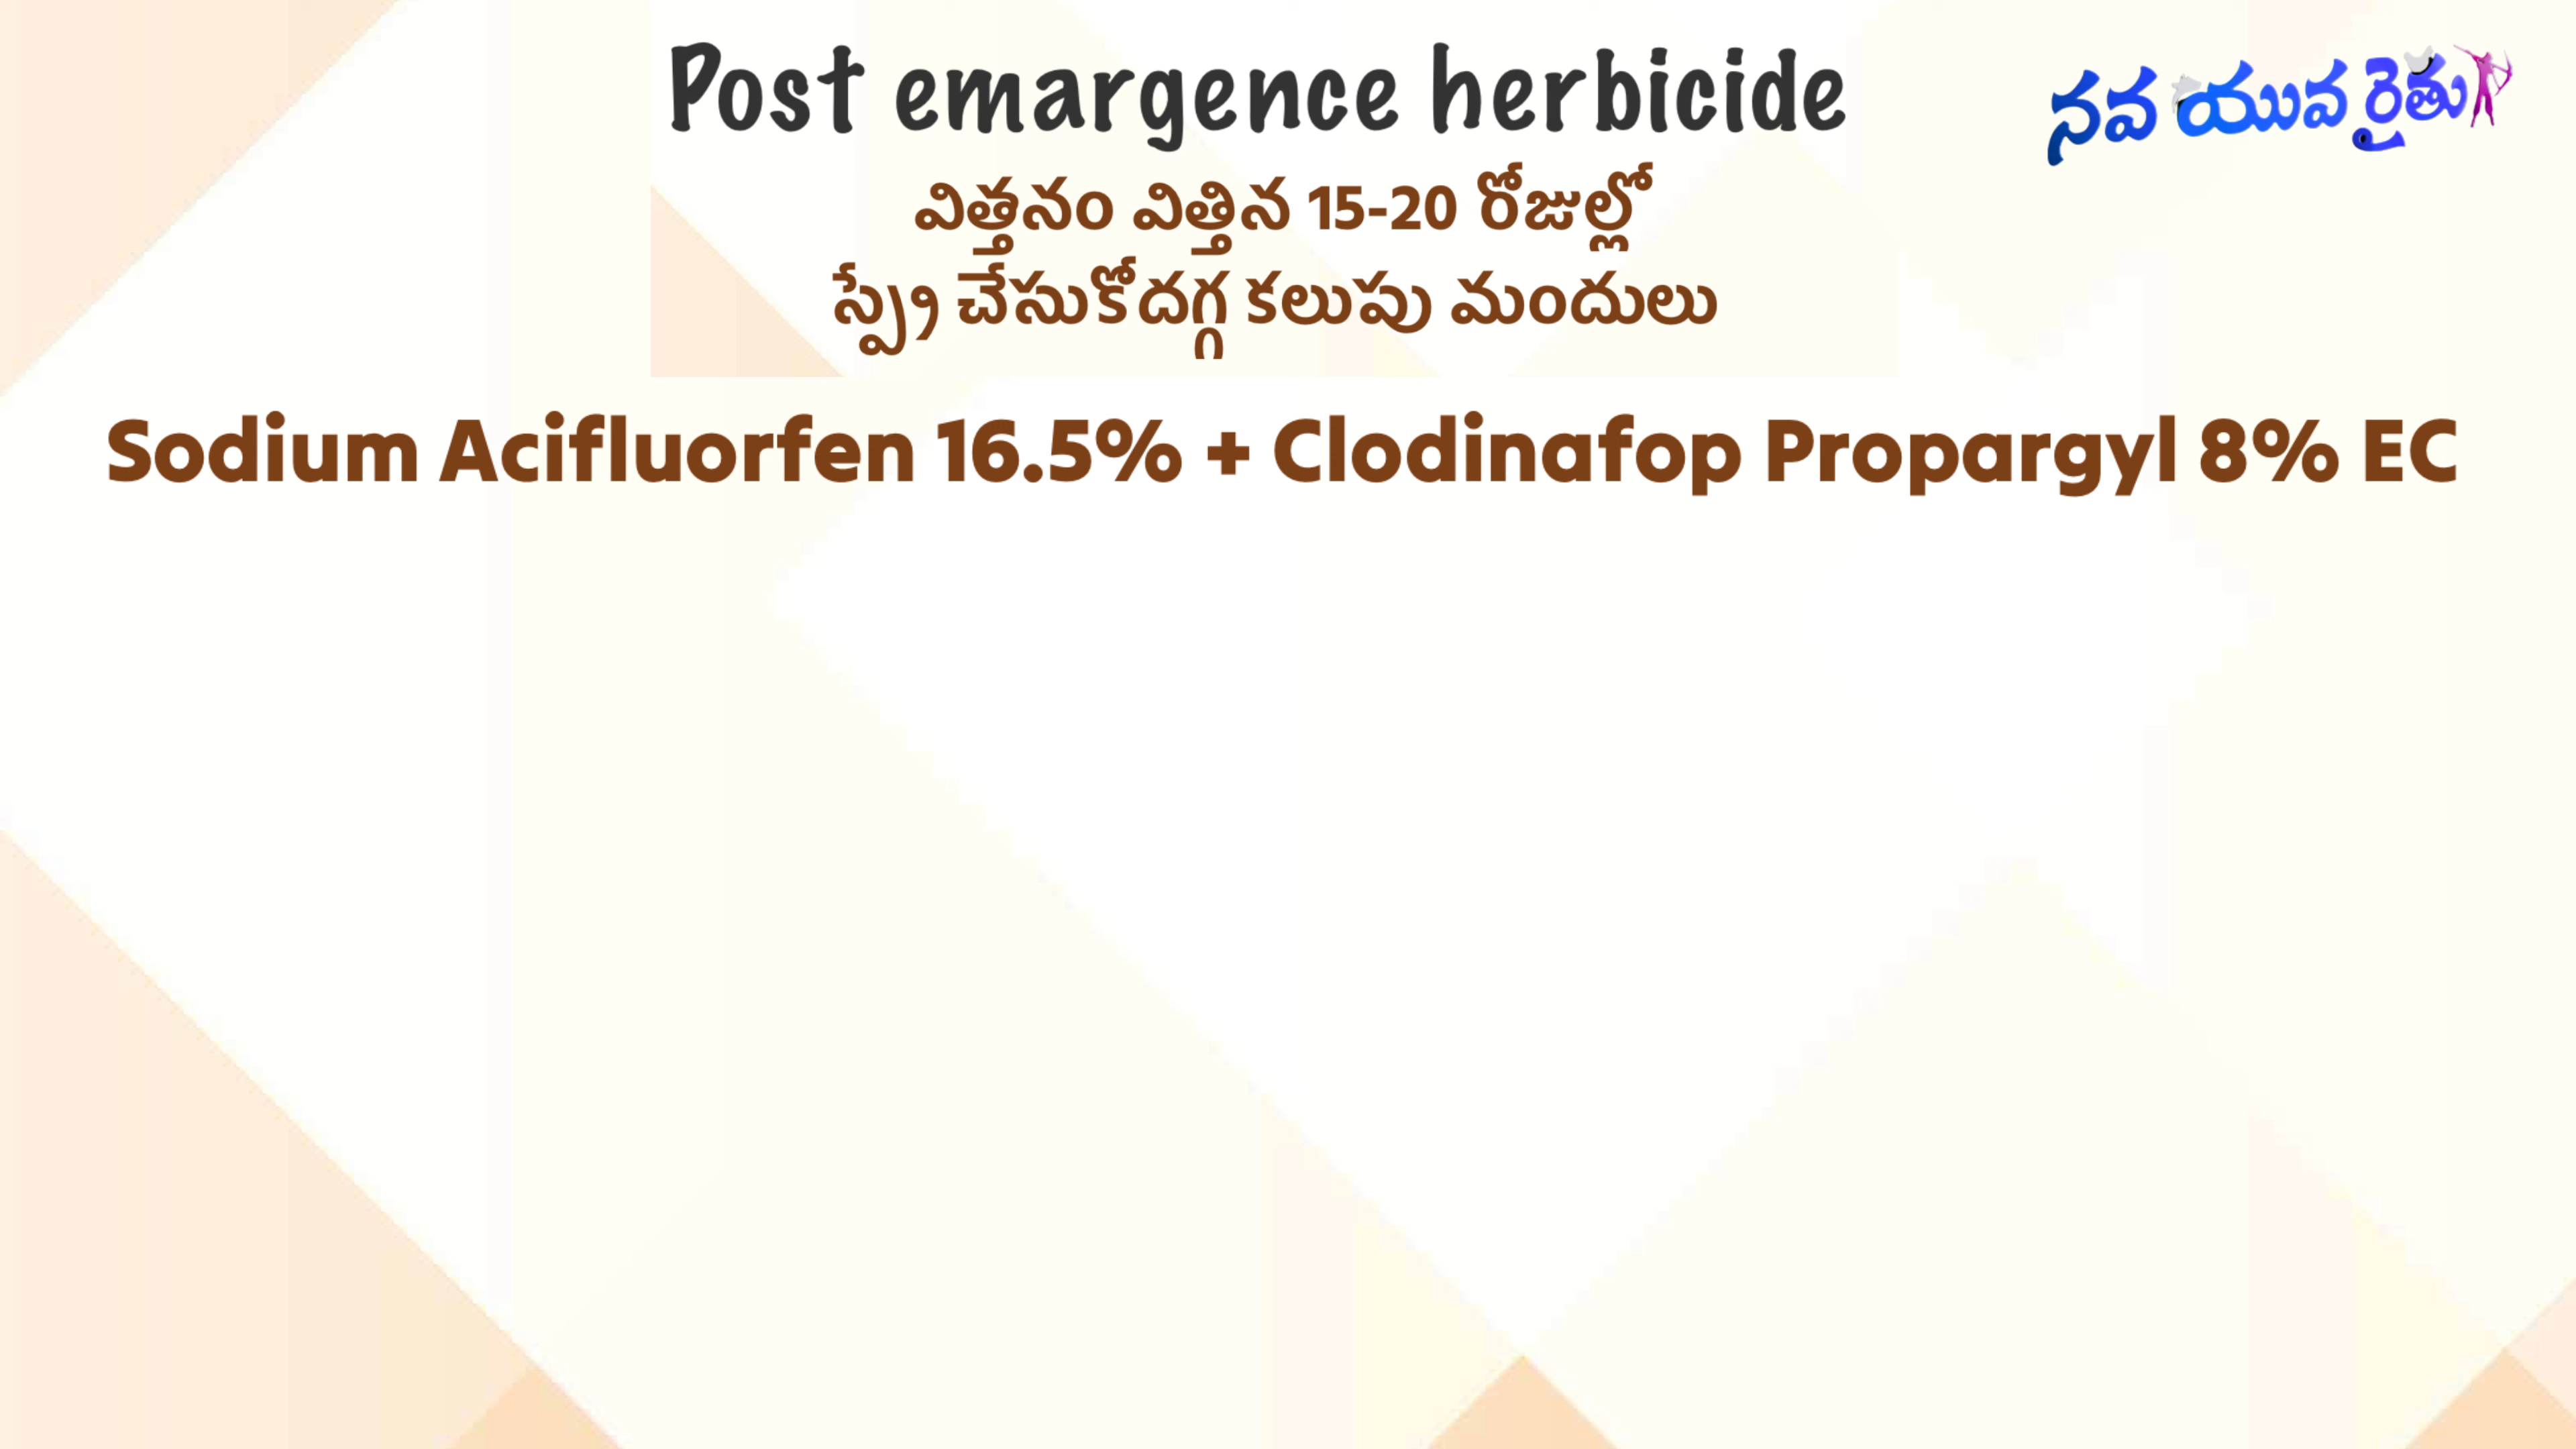 Post emargence herbicide
నవ యువ రైతు
విత్తనం విత్తిన 15-20 రోజుల్లో
స్ప్రే చేసుకోదగ్గ కలుపు మందులు
Sodium Acifluorfen 16.5% + Clodinafop Propargyl 8% EC